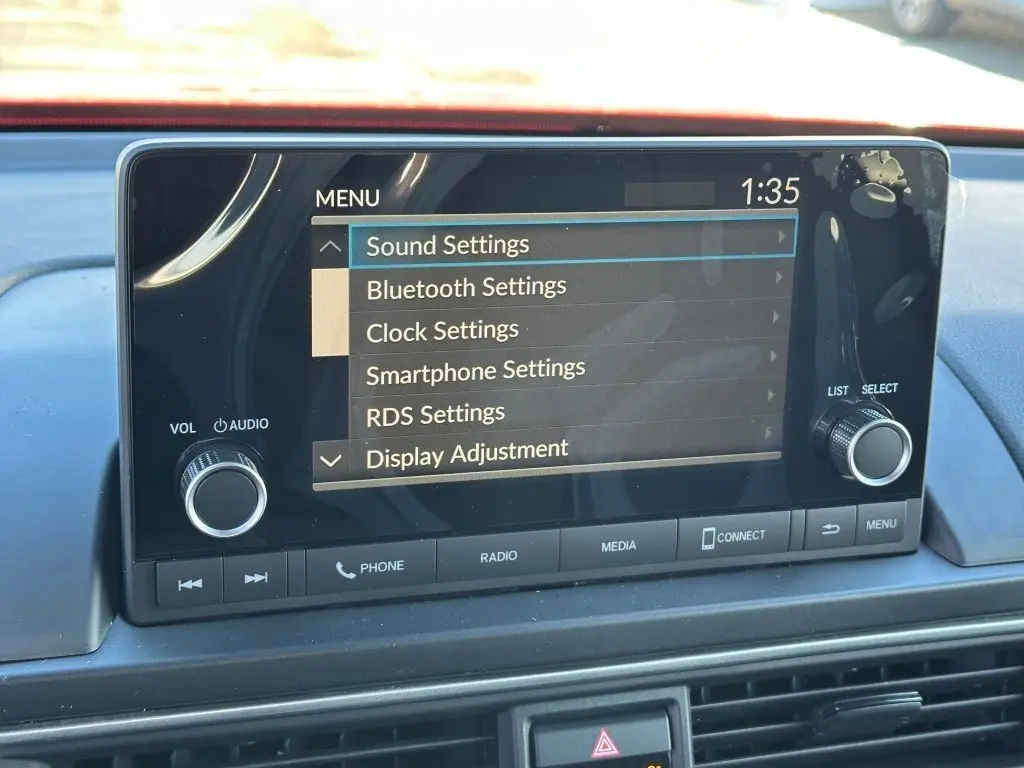 MENU 1:35
Sound Settings
Bluetooth Settings
Clock Settings
Smartphone Settings
RDS Settings
Display Adjustment
VOL AUDIO
LIST SELECT
PHONE
RADIO
MEDIA
CONNECT
MENU